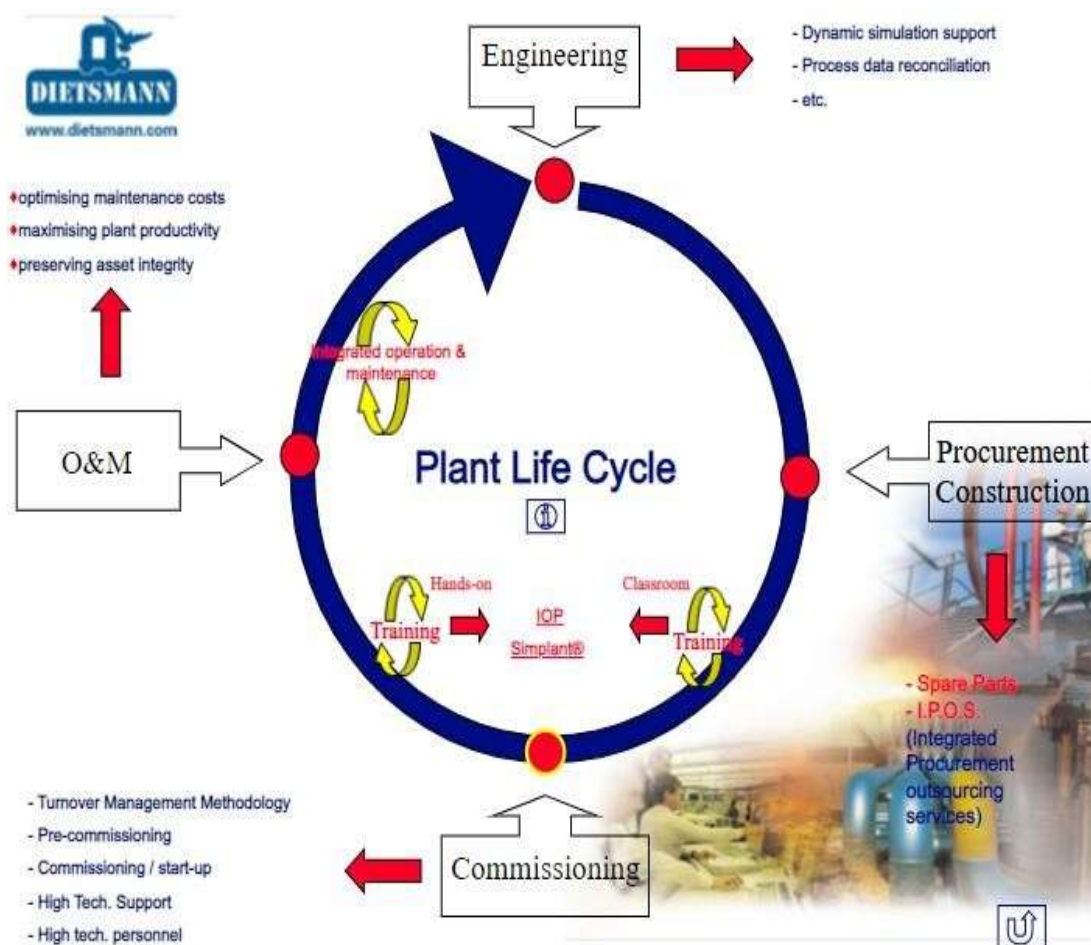 DIETSMANN
www.dietsmann.com
Engineering
- Dynamic simulation support
- Process data reconciliation
- etc.
♦optimising maintenance costs
♦maximising plant productivity
♦preserving asset integrity
Integrated operation &
maintenance
O&M
Plant Life Cycle
Procurement
Construction
Hands-on
Training
IOP
Simplant®
Classroom
Training
- Spare Parts
- I.P.O.S.
(Integrated
Procurement
outsourcing
services)
- Turnover Management Methodology
- Pre-commissioning
- Commissioning / start-up
- High Tech. Support
- High tech. personnel
Commissioning